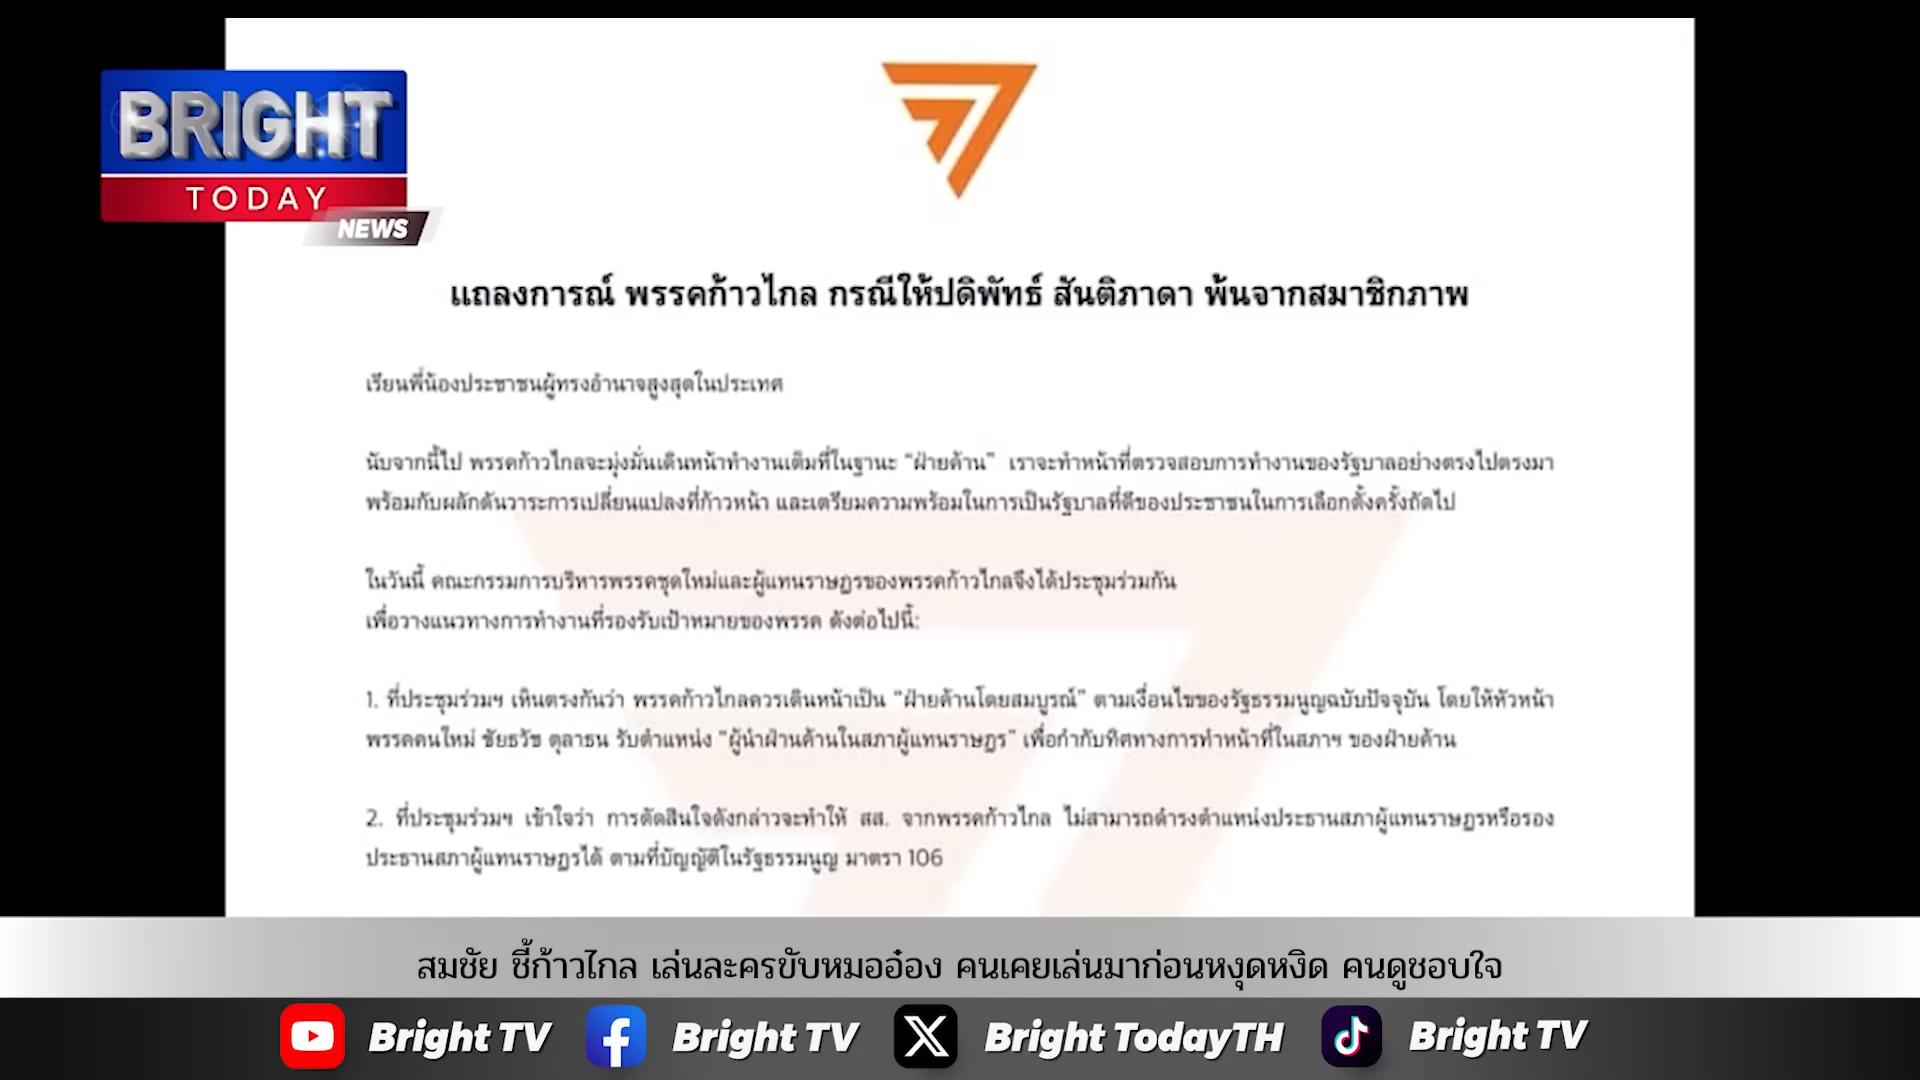 BRIGHT
TODAY
NEWS
แถลงการณ์ พรรคก้าวไกล กรณีให้ปดิพัทธ์ สันติภาดา พ้นจากสมาชิกภาพ
เรียนพี่น้องประชาชนผู้ทรงอำนาจสูงสุดในประเทศ
นับจากนี้ไป พรรคก้าวไกลจะมุ่งมั่นเดินหน้าทำงานเต็มที่ในฐานะ “ฝ่ายค้าน” เราจะทำหน้าที่ตรวจสอบการทำงานของรัฐบาลอย่างตรงไปตรงมา
พร้อมกับผลักดันวาระการเปลี่ยนแปลงที่ก้าวหน้า และเตรียมความพร้อมในการเป็นรัฐบาลที่ดีของประชาชนในการเลือกตั้งครั้งถัดไป
ในวันนี้ คณะกรรมการบริหารพรรคชุดใหม่และผู้แทนราษฎรของพรรคก้าวไกลจึงได้ประชุมร่วมกัน
เพื่อวางแนวทางการทำงานที่รองรับเป้าหมายของพรรค ดังต่อไปนี้:
1. ที่ประชุมร่วมฯ เห็นตรงกันว่า พรรคก้าวไกลควรเดินหน้าเป็น “ฝ่ายค้านโดยสมบูรณ์” ตามเงื่อนไขของรัฐธรรมนูญฉบับปัจจุบัน โดยให้หัวหน้า
พรรคคนใหม่ ชัยธวัช ตุลาธน รับตำแหน่ง “ผู้นำฝ่านค้านในสภาผู้แทนราษฎร” เพื่อกำกับทิศทางการทำหน้าที่ในสภาฯ ของฝ่ายค้าน
2. ที่ประชุมร่วมฯ เข้าใจว่า การตัดสินใจดังกล่าวจะทำให้ สส. จากพรรคก้าวไกล ไม่สามารถดำรงตำแหน่งประธานสภาผู้แทนราษฎรหรือรอง
ประธานสภาผู้แทนราษฎรได้ ตามที่บัญญัติในรัฐธรรมนูญ มาตรา 106
สมชัย ชี้ก้าวไกล เล่นละครขับหมออ๋อง คนเคยเล่นมาก่อนหงุดหงิด คนดูชอบใจ
Bright TV Bright TV Bright TodayTH Bright TV